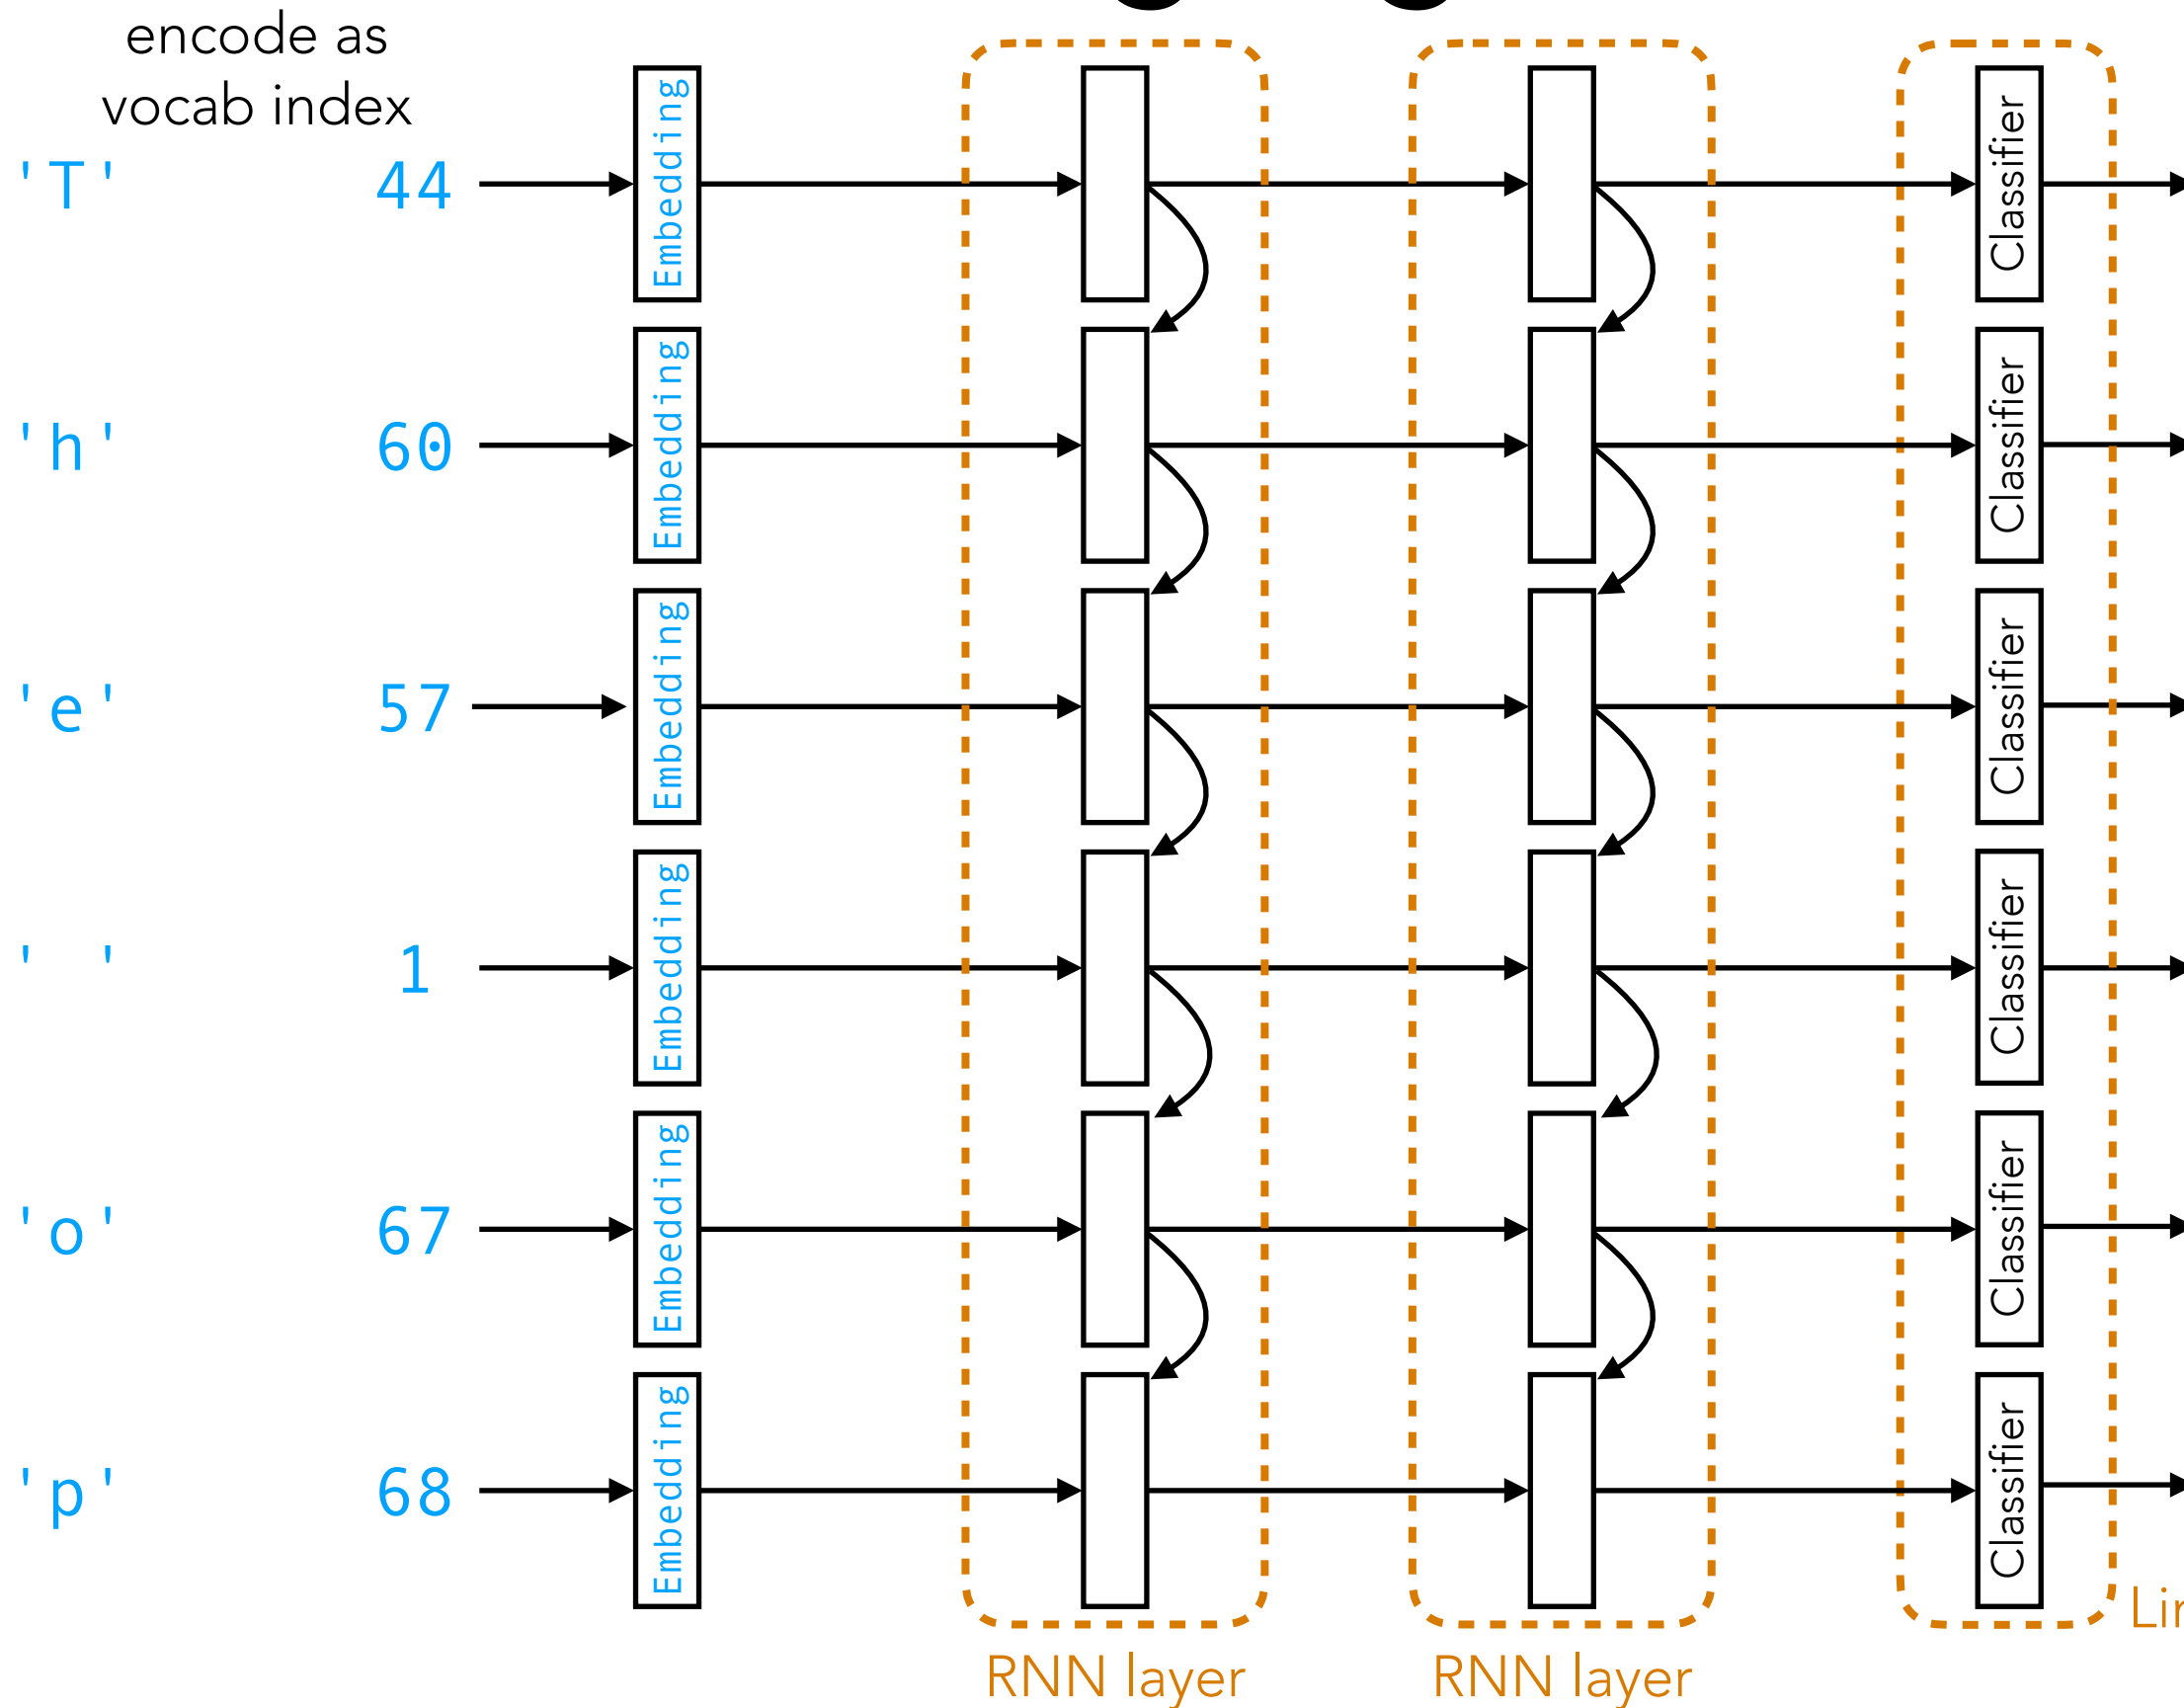 encode as
vocab index
'T' 44 Embedding Classifier
'h' 60 Embedding Classifier
'e' 57 Embedding Classifier
' ' 1 Embedding Classifier
'o' 67 Embedding Classifier
'p' 68 Embedding Classifier
RNN layer RNN layer